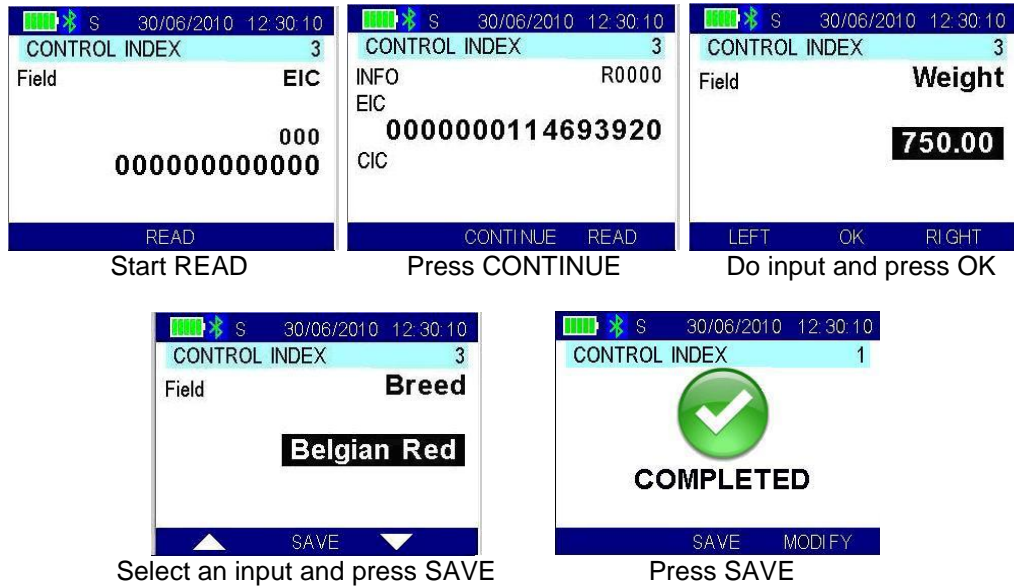 S 30/06/2010 12:30:10
CONTROL INDEX 3
Field EIC
000
000000000000
READ
Start READ
S 30/06/2010 12:30:10
CONTROL INDEX 3
INFO R0000
EIC
0000000114693920
CIC
CONTINUE READ
Press CONTINUE
S 30/06/2010 12:30:10
CONTROL INDEX 3
Field Weight
750.00
LEFT OK RIGHT
Do input and press OK
S 30/06/2010 12:30:10
CONTROL INDEX 3
Field Breed
Belgian Red
SAVE
Select an input and press SAVE
S 30/06/2010 12:30:10
CONTROL INDEX 1
COMPLETED
SAVE MODIFY
Press SAVE